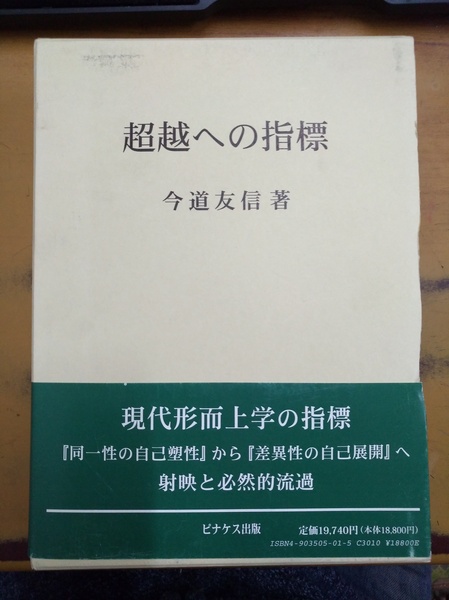 超越への指標
今道友信 著
現代形而上学の指標
『同一性の自己塑性』から『差異性の自己展開』へ
射映と必然的流過
ピナケス出版 定価19,740円(本体18,800円)
ISBN4-903505-01-5 C3010 ¥18800E